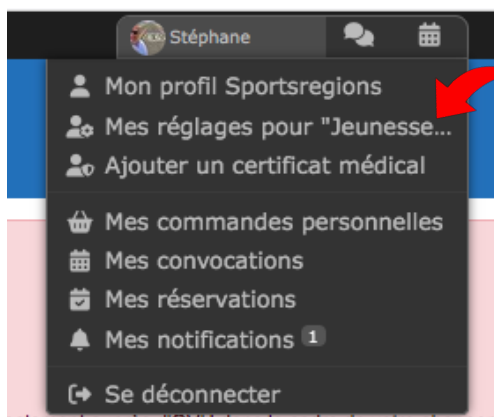 Stéphane
Mon profil Sportsregions
Mes réglages pour "Jeunesse...
Ajouter un certificat médical
Mes commandes personnelles
Mes convocations
Mes réservations
Mes notifications 1
Se déconnecter